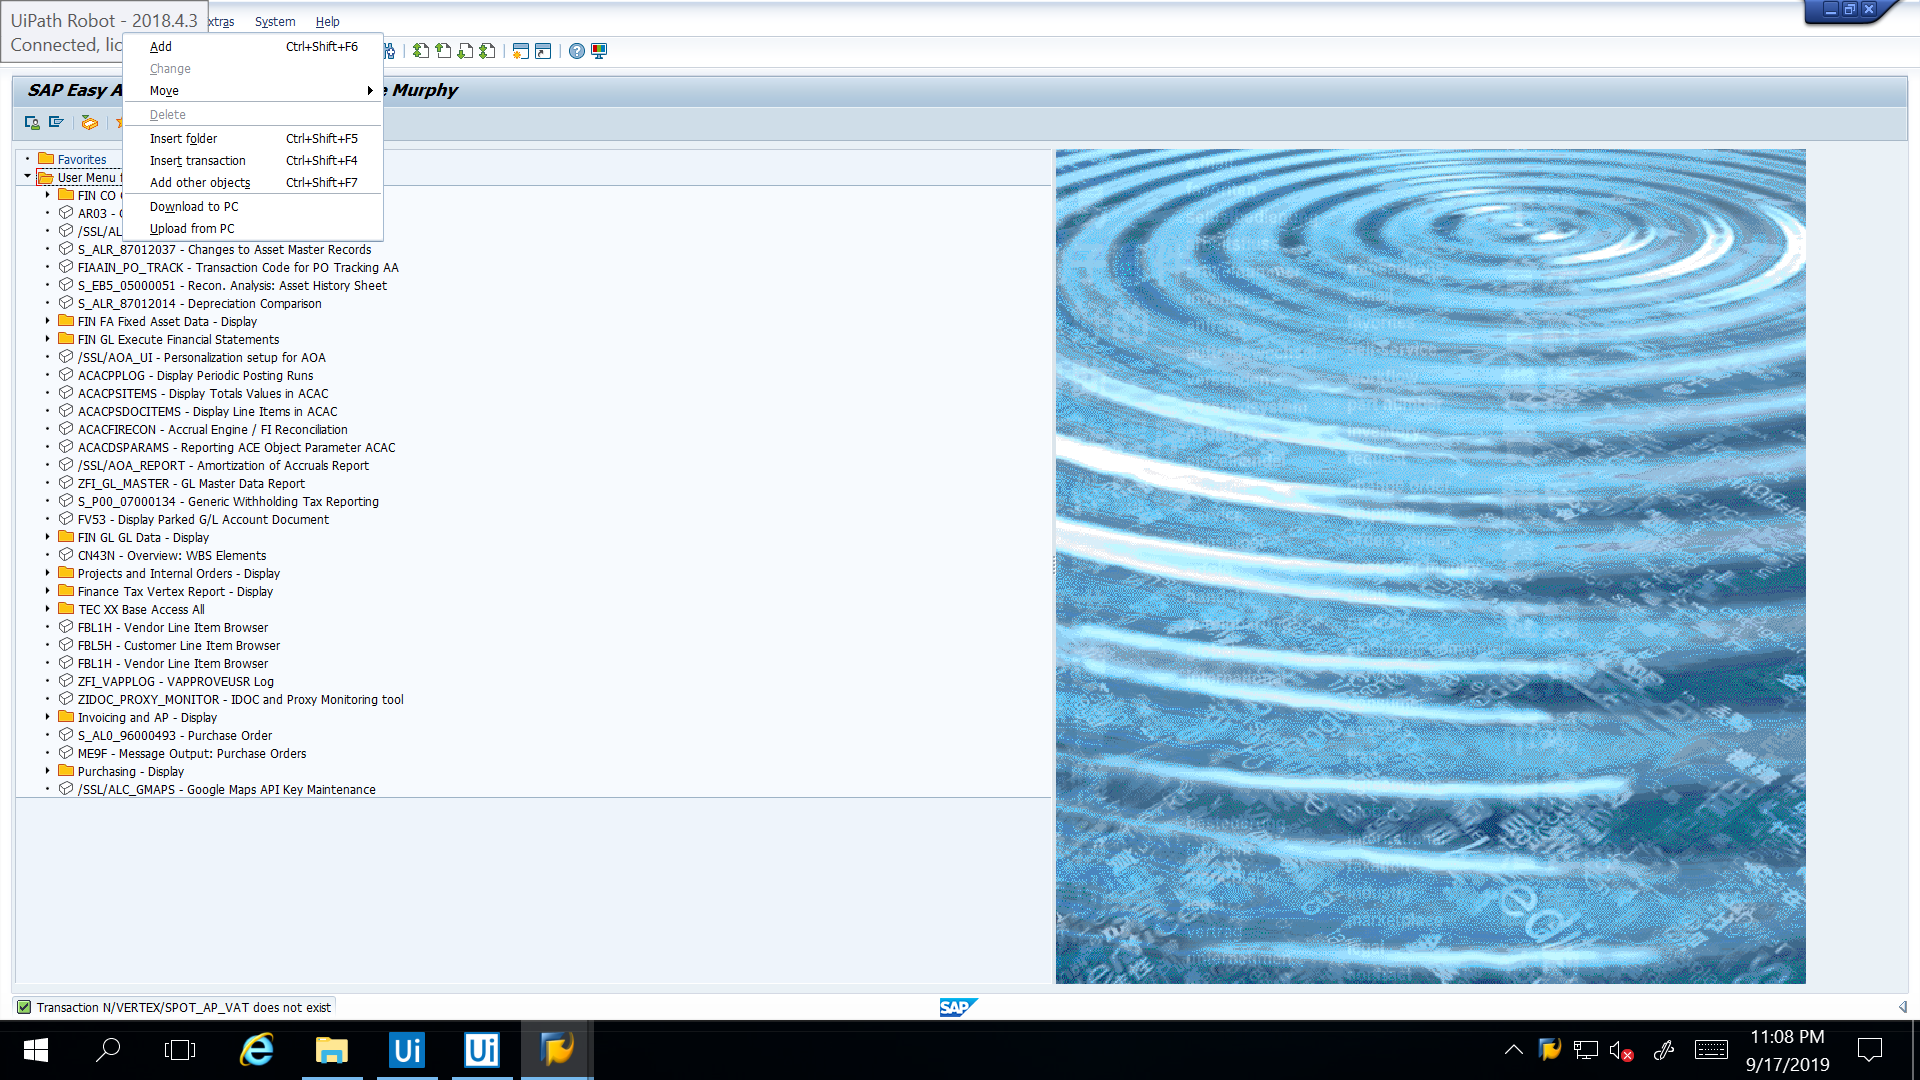 UiPath Robot - 2018.4.3
Connected, lic
xtras System Help
Add Ctrl+Shift+F6
Change
Move
Delete
Insert folder Ctrl+Shift+F5
Insert transaction Ctrl+Shift+F4
Add other objects Ctrl+Shift+F7
Download to PC
Upload from PC
SAP Easy A
e Murphy
Favorites
User Menu f
FIN CO
AR03 -
/SSL/AL
S_ALR_87012037 - Changes to Asset Master Records
FIAAIN_PO_TRACK - Transaction Code for PO Tracking AA
S_EB5_05000051 - Recon. Analysis: Asset History Sheet
S_ALR_87012014 - Depreciation Comparison
FIN FA Fixed Asset Data - Display
FIN GL Execute Financial Statements
/SSL/AOA_UI - Personalization setup for AOA
ACACPPLOG - Display Periodic Posting Runs
ACACPSITEMS - Display Totals Values in ACAC
ACACPSDOCITEMS - Display Line Items in ACAC
ACACFIRECON - Accrual Engine / FI Reconciliation
ACACDSPARAMS - Reporting ACE Object Parameter ACAC
/SSL/AOA_REPORT - Amortization of Accruals Report
ZFI_GL_MASTER - GL Master Data Report
S_P00_07000134 - Generic Withholding Tax Reporting
FV53 - Display Parked G/L Account Document
FIN GL GL Data - Display
CN43N - Overview: WBS Elements
Projects and Internal Orders - Display
Finance Tax Vertex Report - Display
TEC XX Base Access All
FBL1H - Vendor Line Item Browser
FBL5H - Customer Line Item Browser
FBL1H - Vendor Line Item Browser
ZFI_VAPPLOG - VAPPROVEUSR Log
ZIDOC_PROXY_MONITOR - IDOC and Proxy Monitoring tool
Invoicing and AP - Display
S_AL0_96000493 - Purchase Order
ME9F - Message Output: Purchase Orders
Purchasing - Display
/SSL/ALC_GMAPS - Google Maps API Key Maintenance
Transaction N/VERTEX/SPOT_AP_VAT does not exist
SAP
Ui
Ui
11:08 PM
9/17/2019